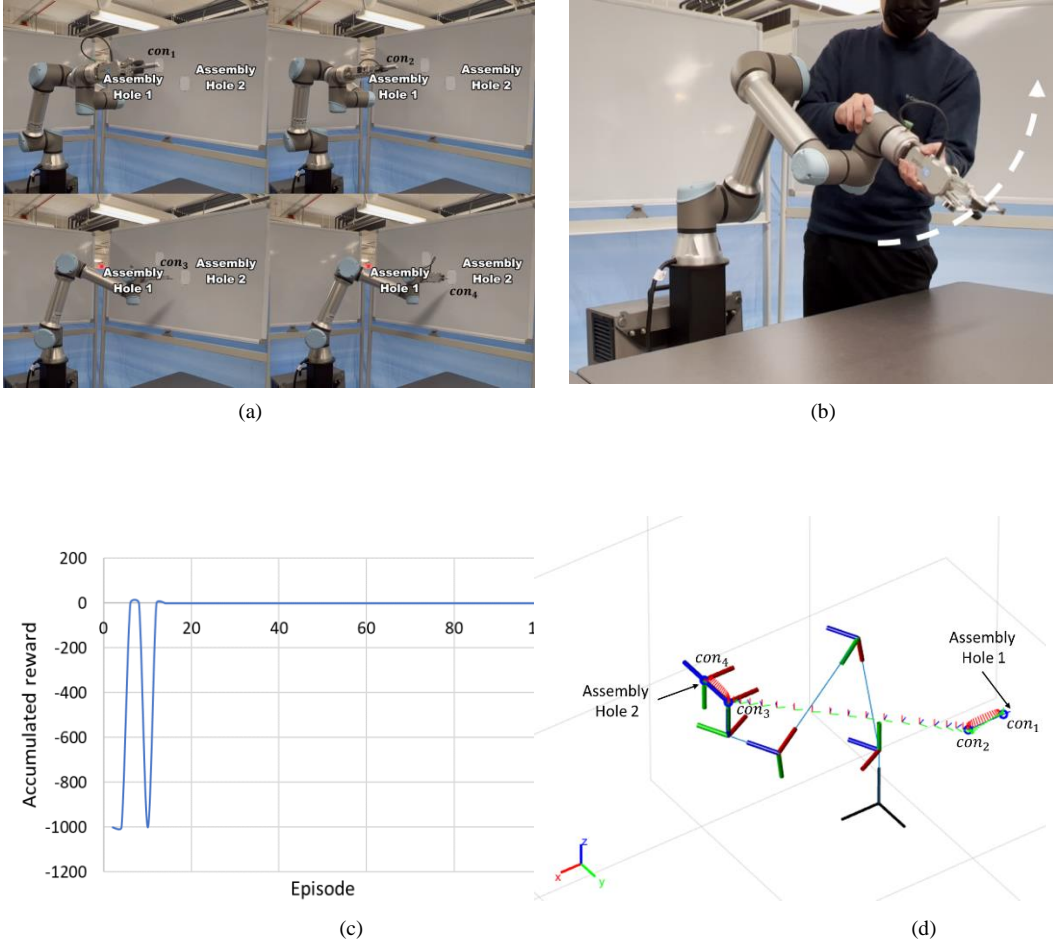 con₁
Assembly
Hole 1
Assembly
Hole 2
con₂
Assembly
Hole 1
Assembly
Hole 2
con₃
Assembly
Hole 1
Assembly
Hole 2
con₄
Assembly
Hole 1
Assembly
Hole 2
(a)
(b)
200
0
-200
-400
-600
-800
-1000
-1200
0 20 40 60 80 1
Accumulated reward
Episode
(c)
Assembly
Hole 1
con₄
Assembly
Hole 2
con₃
con₁
con₂
z
x
y
(d)